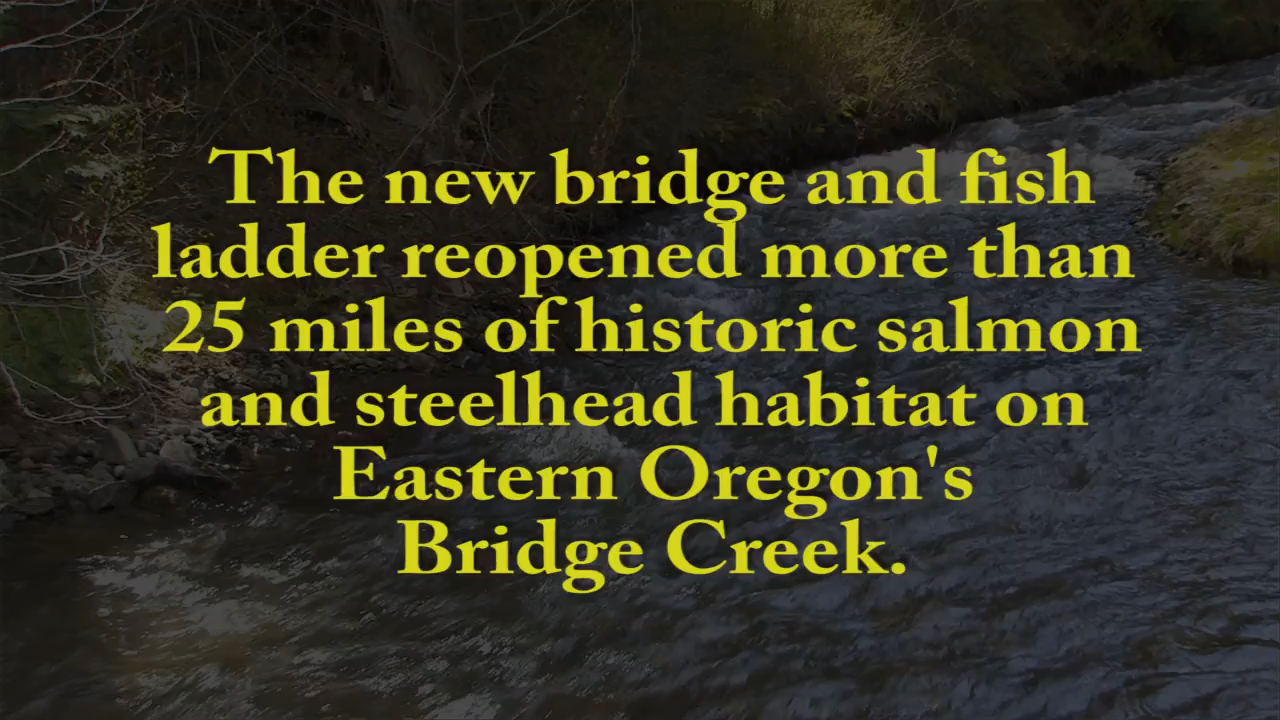 The new bridge and fish
ladder reopened more than
25 miles of historic salmon
and steelhead habitat on
Eastern Oregon's
Bridge Creek.